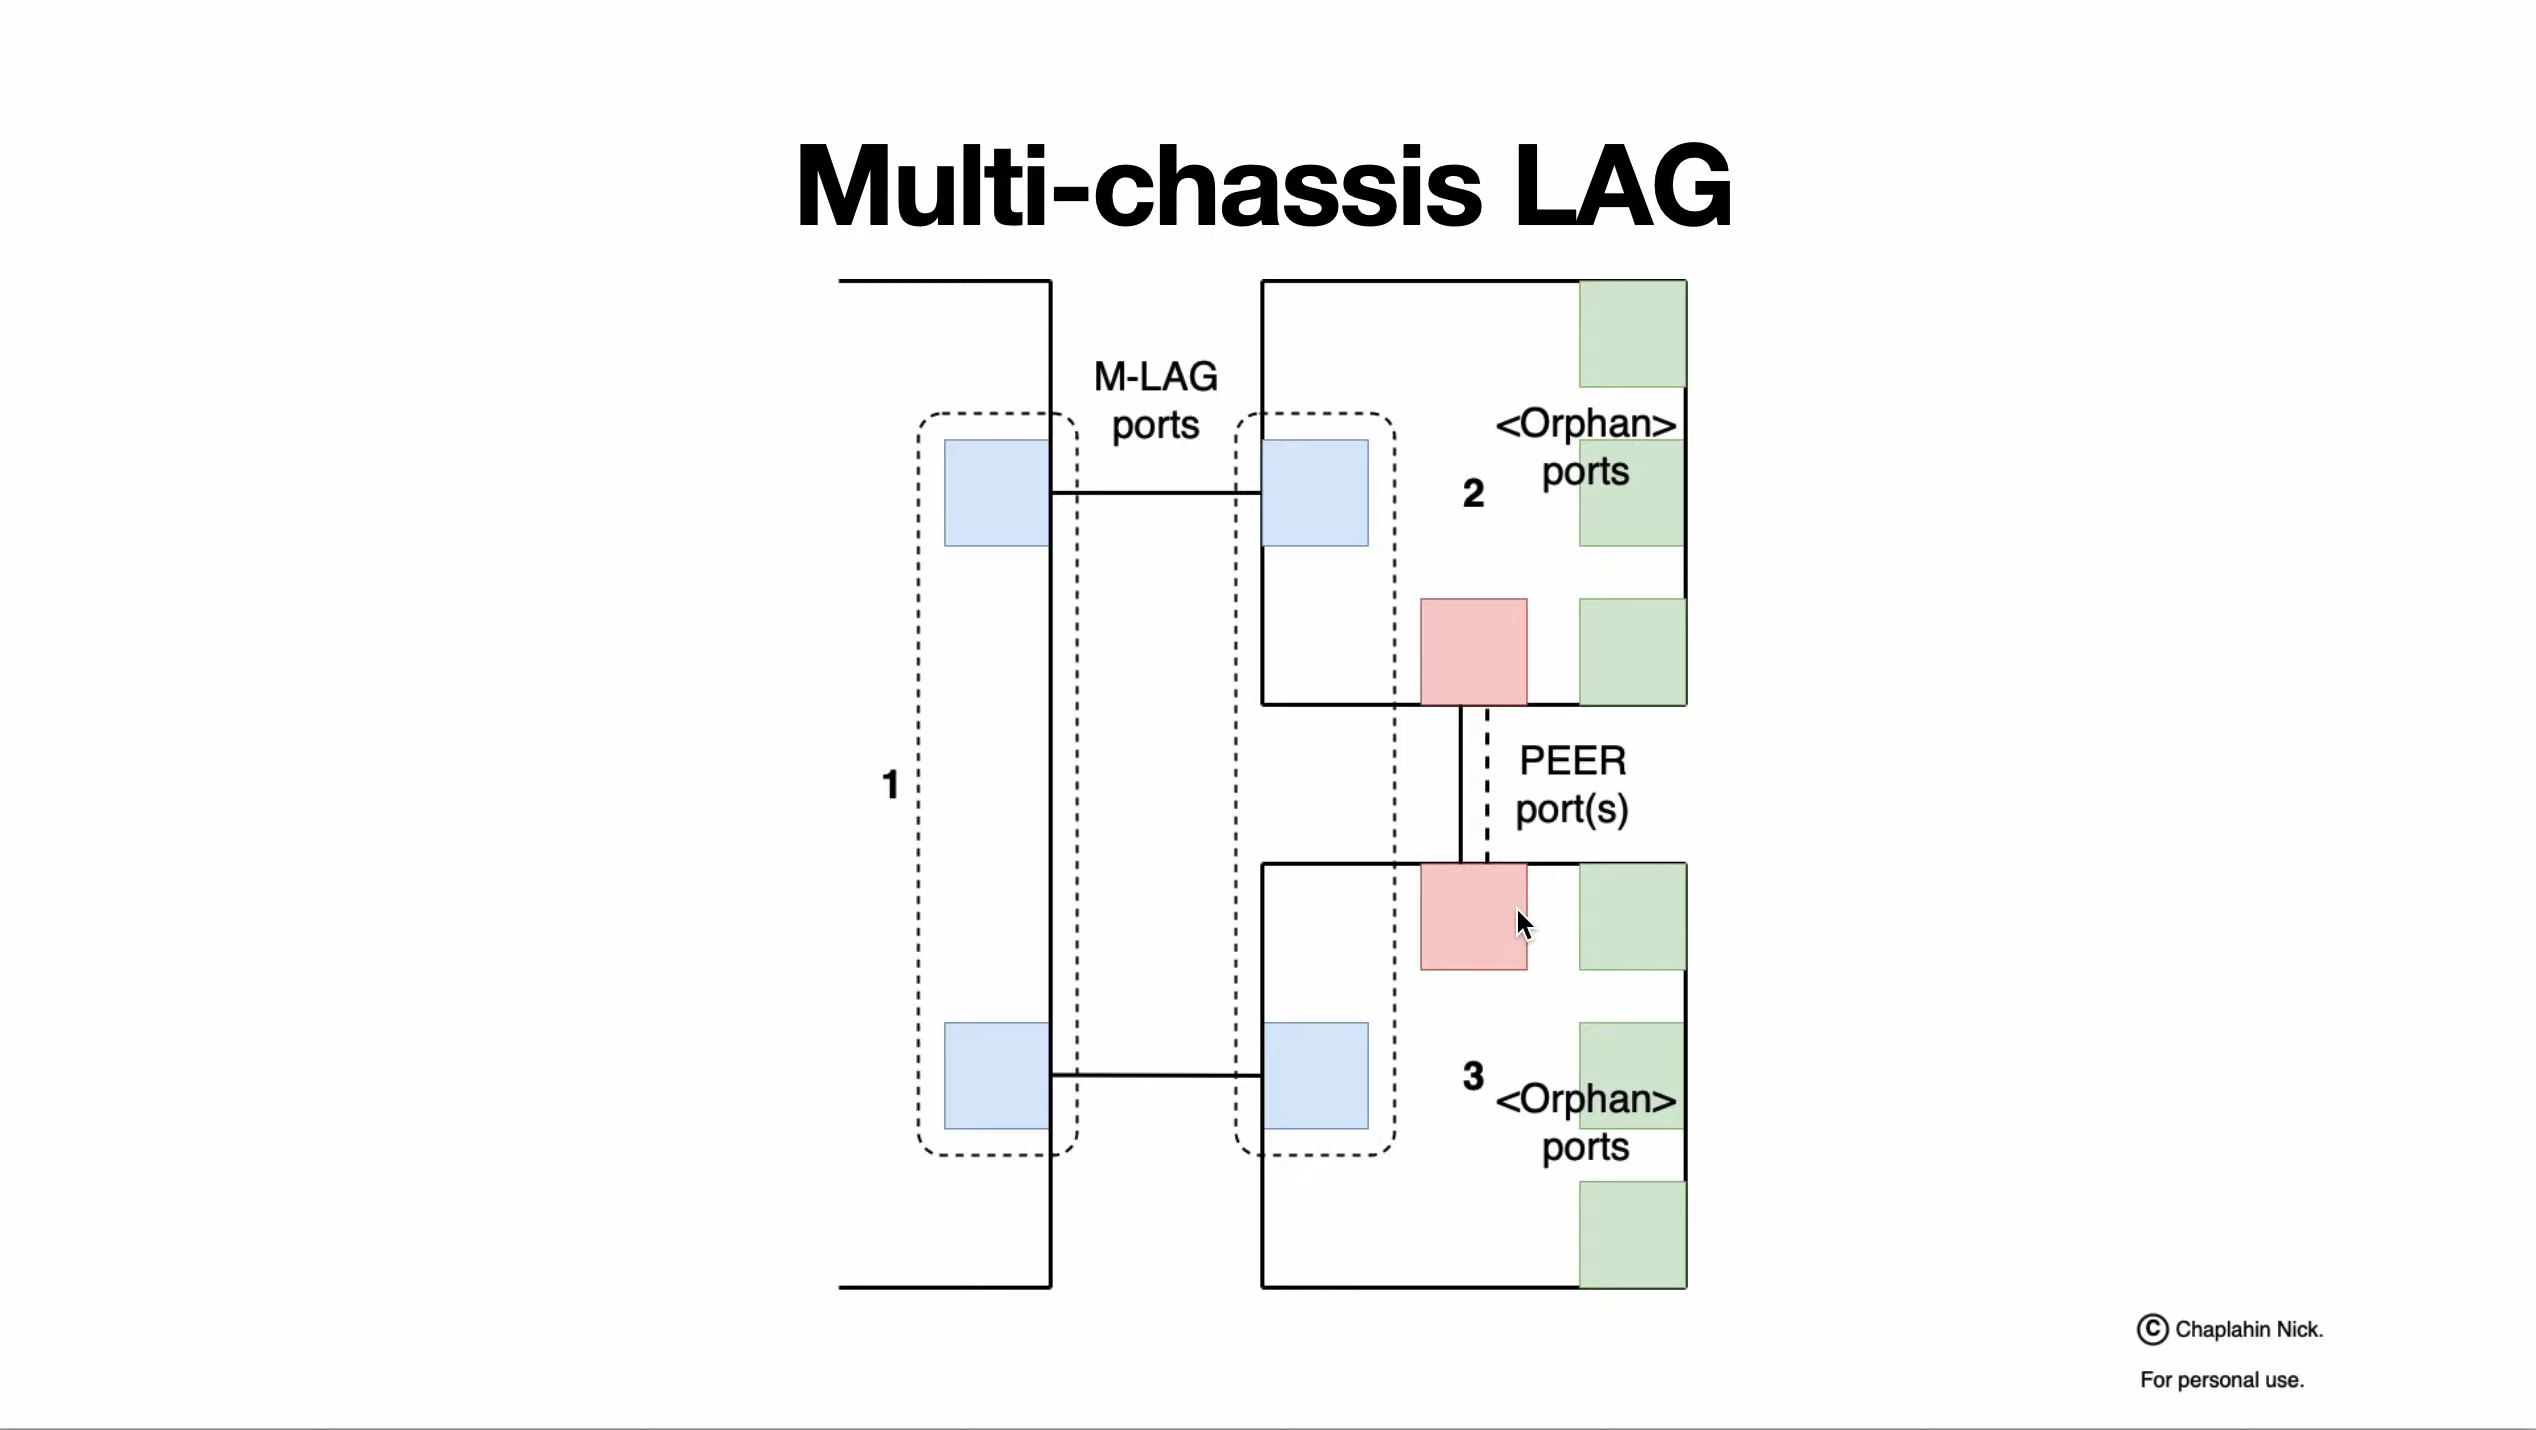 Multi-chassis LAG
M-LAG
ports
<Orphan>
ports
2
PEER
port(s)
1
3
<Orphan>
ports
© Chaplahin Nick.
For personal use.